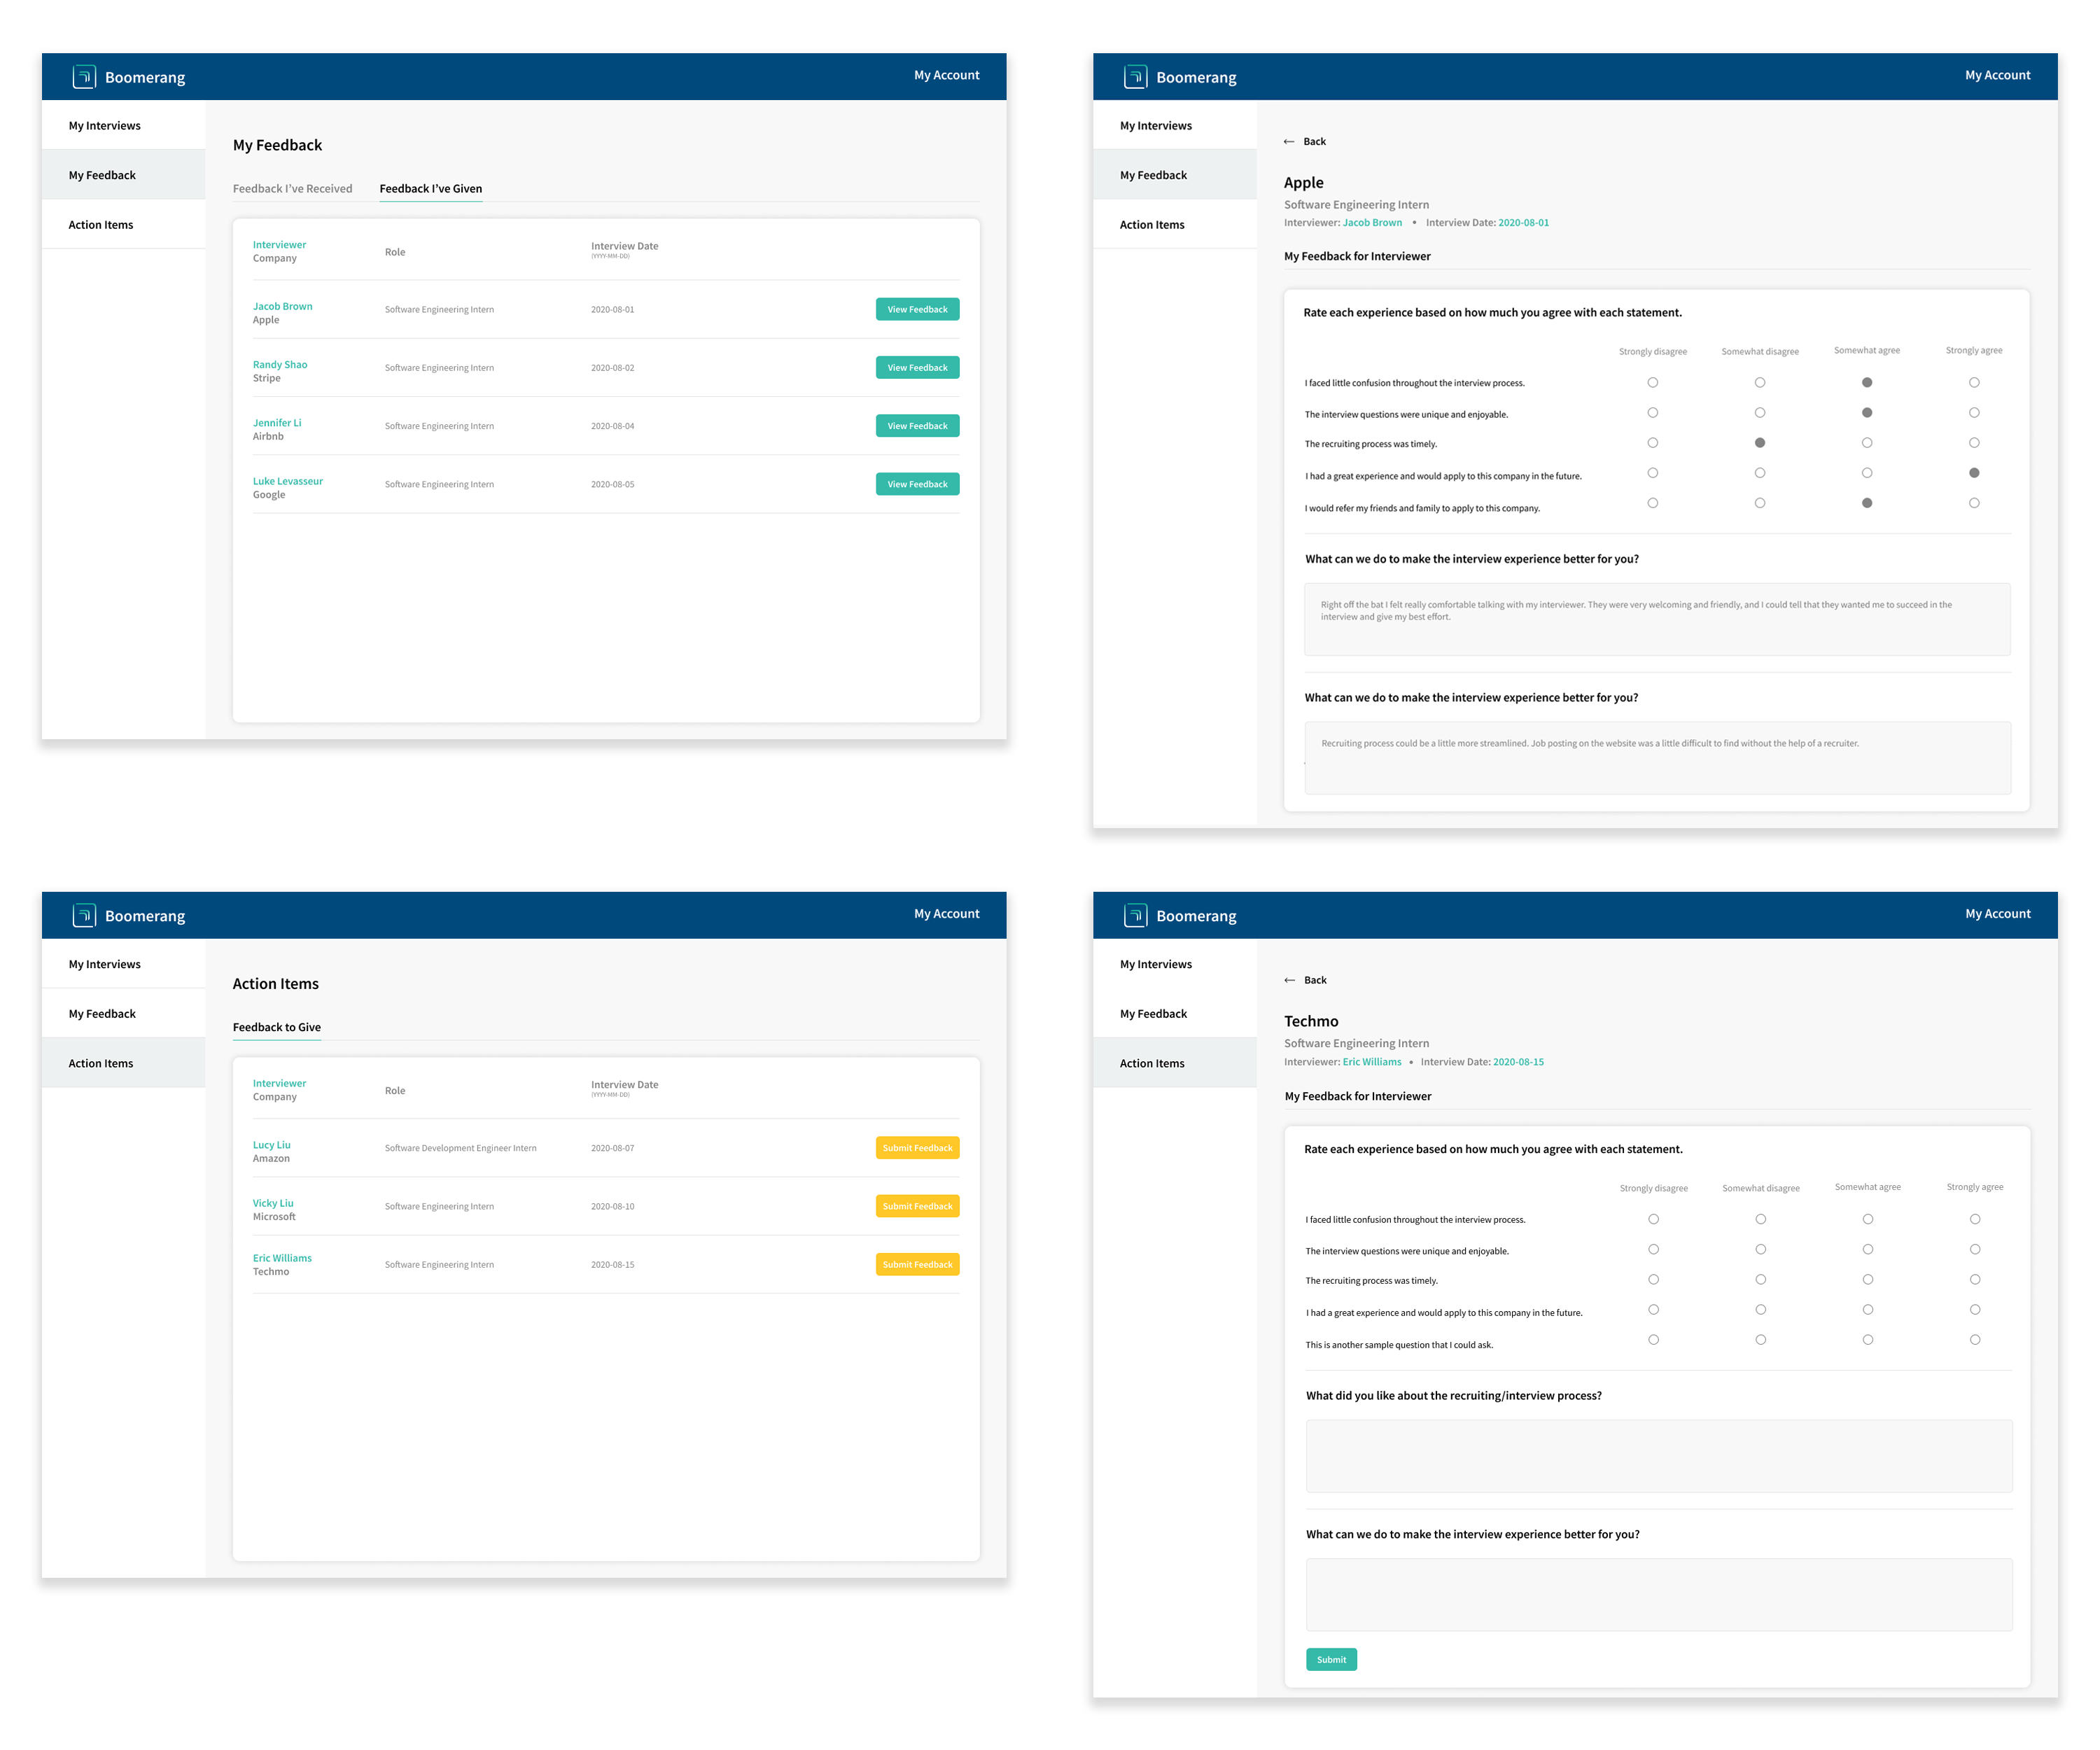 Boomerang
My Account
My Interviews
My Feedback
Action Items
My Feedback
Feedback I've Received
Feedback I've Given
Interviewer
Company
Role
Interview Date
(YYYY-MM-DD)
Jacob Brown
Apple
Software Engineering Intern
2020-08-01
View Feedback
Randy Shao
Stripe
Software Engineering Intern
2020-08-02
View Feedback
Jennifer Li
Airbnb
Software Engineering Intern
2020-08-04
View Feedback
Luke Levasseur
Google
Software Engineering Intern
2020-08-05
View Feedback
Boomerang
My Account
My Interviews
My Feedback
Action Items
← Back
Apple
Software Engineering Intern
Interviewer: Jacob Brown • Interview Date: 2020-08-01
My Feedback for Interviewer
Rate each experience based on how much you agree with each statement.
Strongly disagree
Somewhat disagree
Somewhat agree
Strongly agree
I faced little confusion throughout the interview process.
The interview questions were unique and enjoyable.
The recruiting process was timely.
I had a great experience and would apply to this company in the future.
I would refer my friends and family to apply to this company.
What can we do to make the interview experience better for you?
Right off the bat I felt really comfortable talking with my interviewer. They were very welcoming and friendly, and I could tell that they wanted me to succeed in the
interview and give my best effort.
What can we do to make the interview experience better for you?
Recruiting process could be a little more streamlined. Job posting on the website was a little difficult to find without the help of a recruiter.
Boomerang
My Account
My Interviews
My Feedback
Action Items
Action Items
Feedback to Give
Interviewer
Company
Role
Interview Date
(YYYY-MM-DD)
Lucy Liu
Amazon
Software Development Engineer Intern
2020-08-07
Submit Feedback
Vicky Liu
Microsoft
Software Engineering Intern
2020-08-10
Submit Feedback
Eric Williams
Techmo
Software Engineering Intern
2020-08-15
Submit Feedback
Boomerang
My Account
My Interviews
My Feedback
Action Items
← Back
Techmo
Software Engineering Intern
Interviewer: Eric Williams • Interview Date: 2020-08-15
My Feedback for Interviewer
Rate each experience based on how much you agree with each statement.
Strongly disagree
Somewhat disagree
Somewhat agree
Strongly agree
I faced little confusion throughout the interview process.
The interview questions were unique and enjoyable.
The recruiting process was timely.
I had a great experience and would apply to this company in the future.
This is another sample question that I could ask.
What did you like about the recruiting/interview process?
What can we do to make the interview experience better for you?
Submit